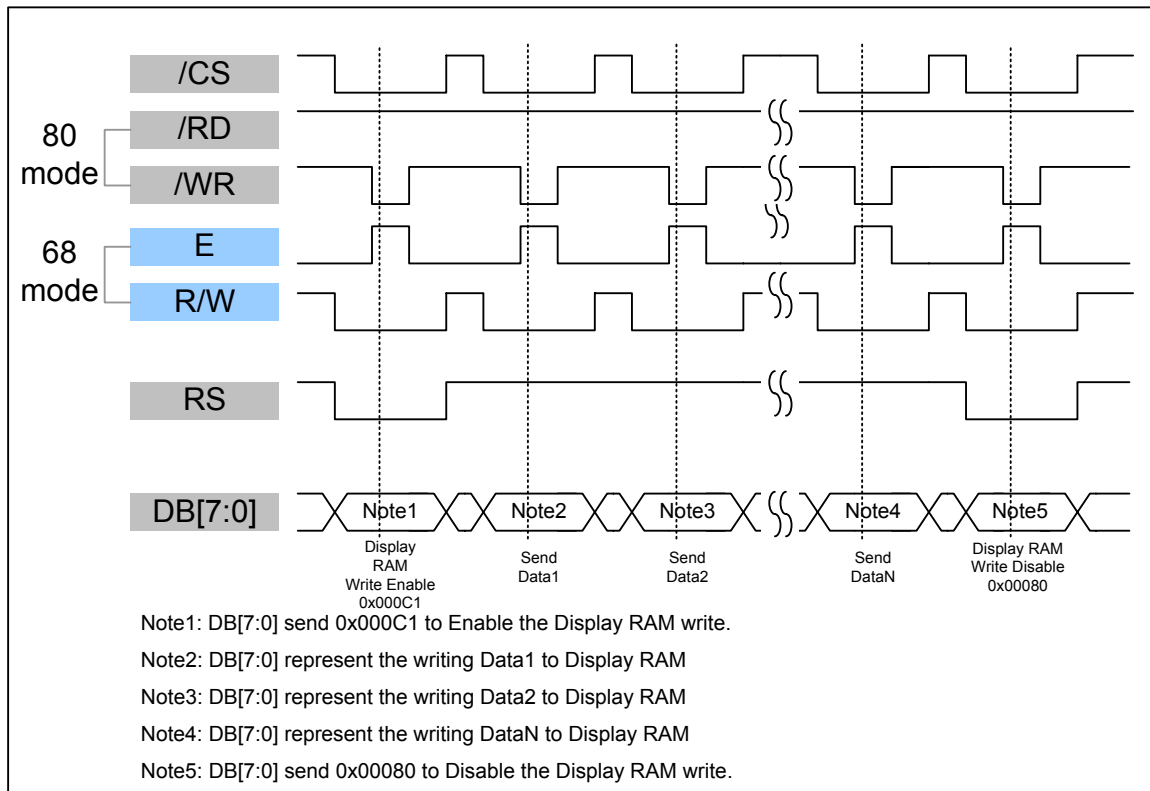 /CS
80
mode
/RD
/WR
68
mode
E
R/W
RS
DB[7:0]
Note1
Note2
Note3
Note4
Note5
Display
RAM
Write Enable
0x000C1
Send
Data1
Send
Data2
Send
DataN
Display RAM
Write Disable
0x00080
Note1: DB[7:0] send 0x000C1 to Enable the Display RAM write.
Note2: DB[7:0] represent the writing Data1 to Display RAM
Note3: DB[7:0] represent the writing Data2 to Display RAM
Note4: DB[7:0] represent the writing DataN to Display RAM
Note5: DB[7:0] send 0x00080 to Disable the Display RAM write.